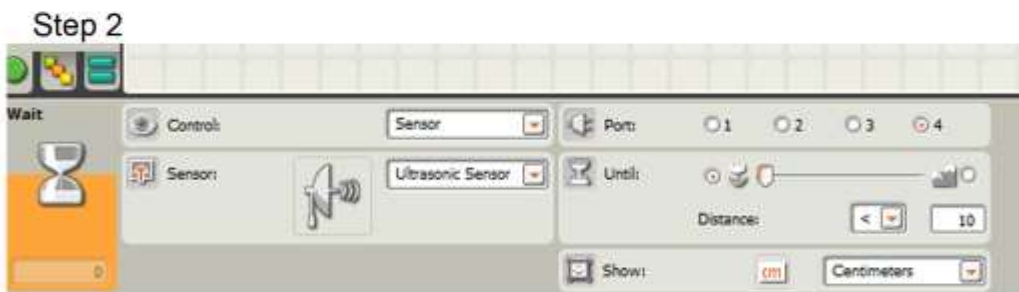 Step 2
Wait
Control:
Sensor
Port:
1
2
3
4
Sensor:
Ultrasonic Sensor
Until:
Distance:
<
10
0
Show:
cm
Centimeters